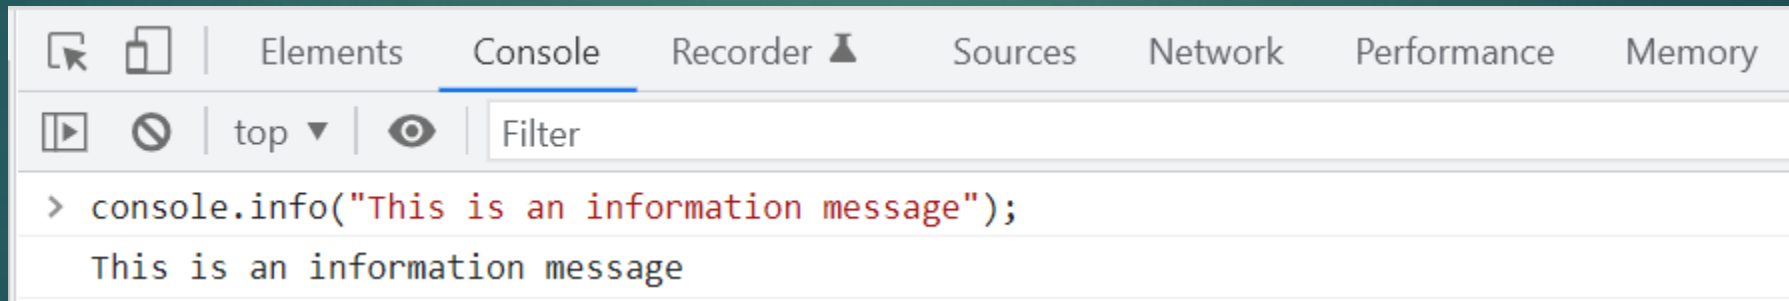 Elements Console Recorder Sources Network Performance Memory
top Filter
> console.info("This is an information message");
This is an information message